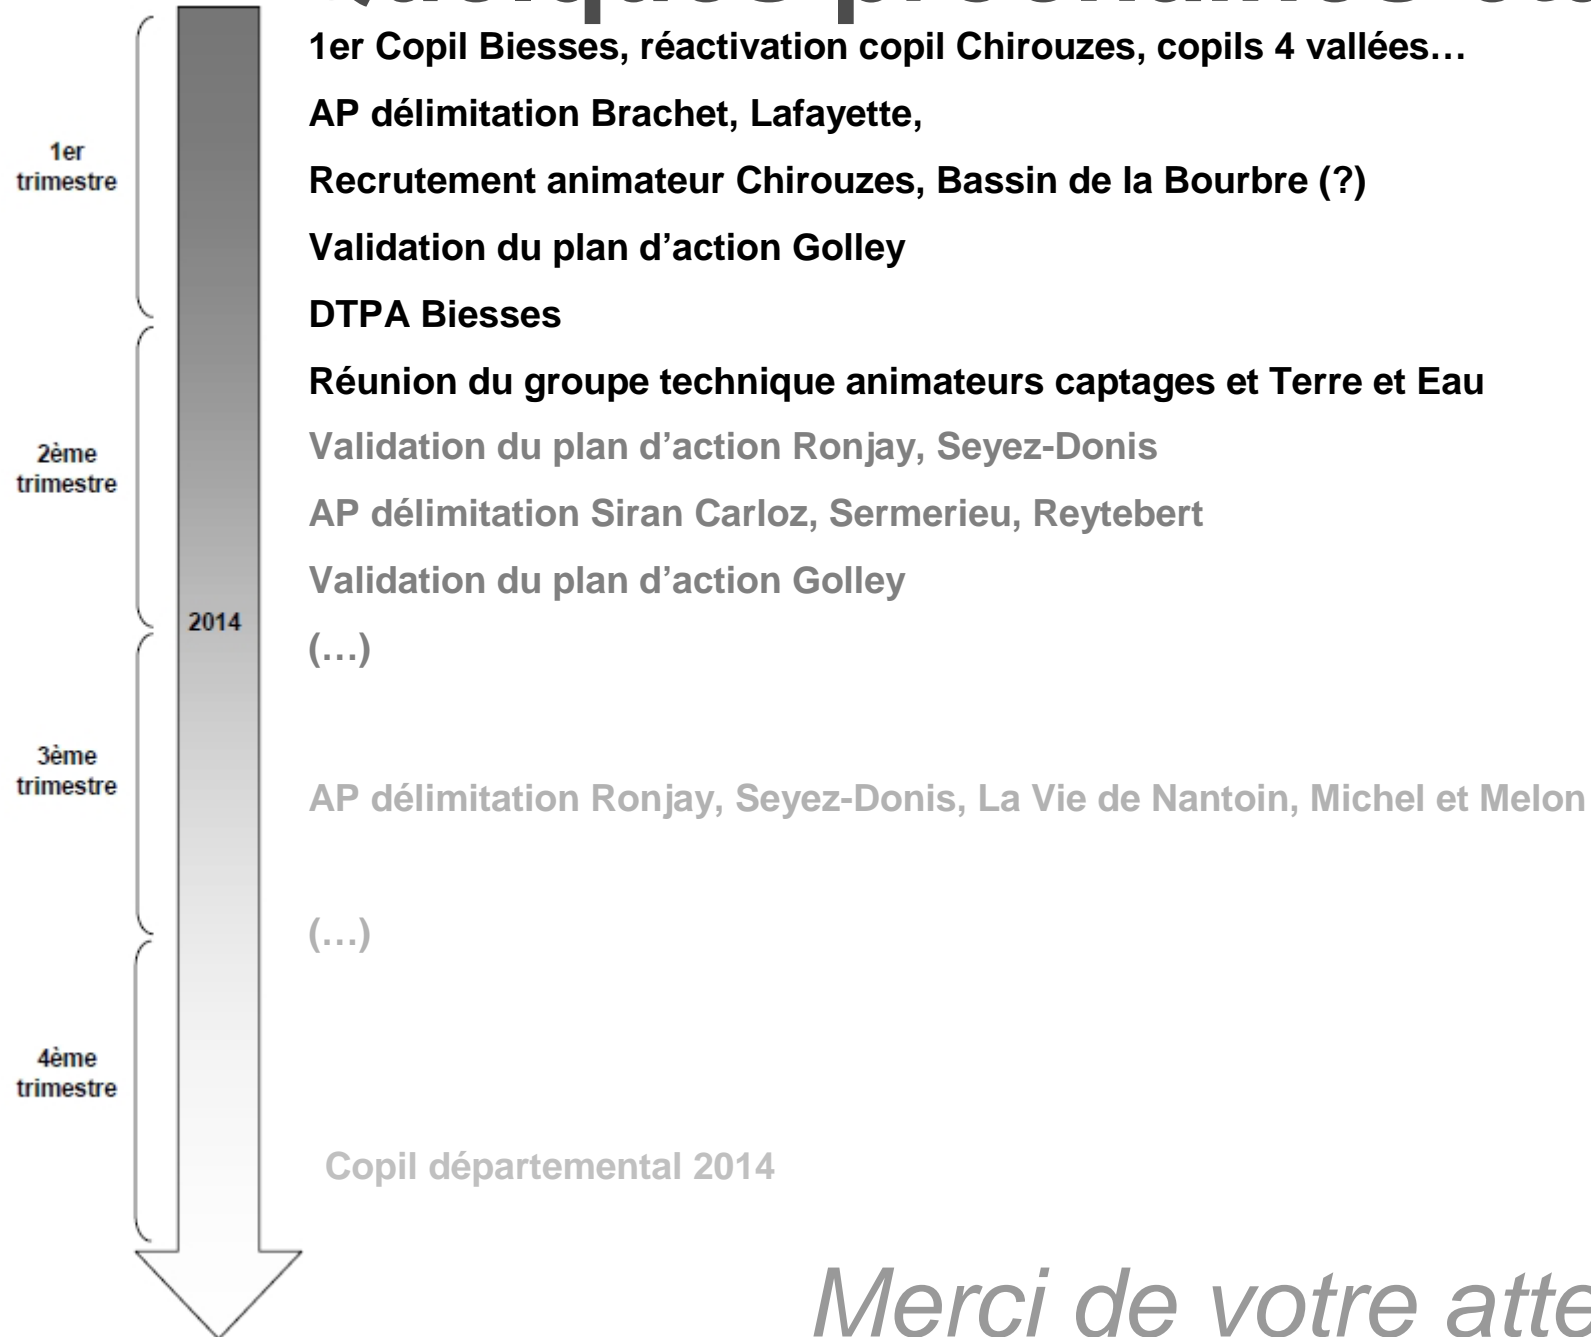 1er Copil Biesses, réactivation copil Chirouzes, copils 4 vallées…
AP délimitation Brachet, Lafayette,
1er
trimestre
Recrutement animateur Chirouzes, Bassin de la Bourbre (?)
Validation du plan d’action Golley
DTPA Biesses
Réunion du groupe technique animateurs captages et Terre et Eau
2ème
trimestre
Validation du plan d’action Ronjay, Seyez-Donis
AP délimitation Siran Carloz, Sermerieu, Reytebert
Validation du plan d’action Golley
2014
(…)
3ème
trimestre
AP délimitation Ronjay, Seyez-Donis, La Vie de Nantoin, Michel et Melon
(…)
4ème
trimestre
Copil départemental 2014
Merci de votre atte